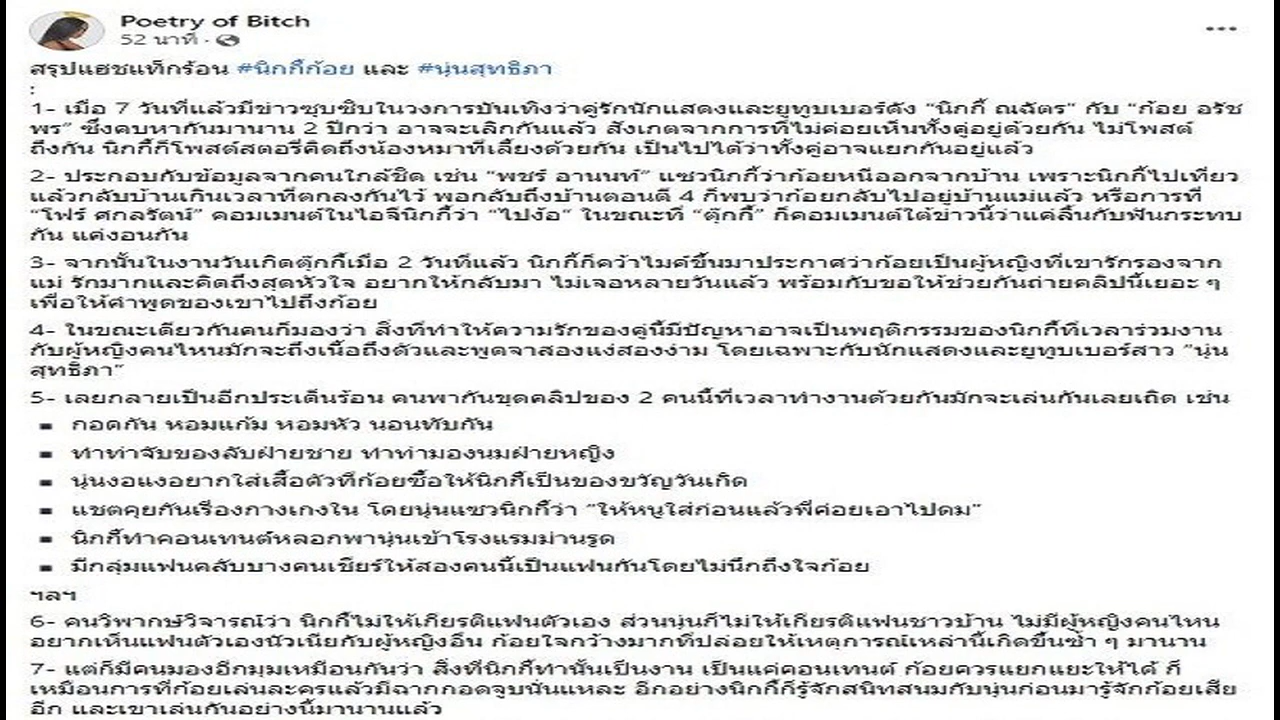 Poetry of Bitch
52 นาที ·
สรุปแฮชแท็กร้อน #นิกกี้ก้อย และ #นุ่นสุทธิภา
:
1- เมื่อ 7 วันที่แล้วมีข่าวซุบซิบในวงการบันเทิงว่าคู่รักนักแสดงและยูทูบเบอร์ดัง "นิกกี้ ณฉัตร" กับ "ก้อย อรัช
พร" ซึ่งคบหากันมานาน 2 ปีกว่า อาจจะเลิกกันแล้ว สังเกตจากการที่ไม่ค่อยเห็นทั้งคู่อยู่ด้วยกัน ไม่โพสต์
ถึงกัน นิกกี้ก็โพสต์สตอรี่คิดถึงน้องหมาที่เลี้ยงด้วยกัน เป็นไปได้ว่าทั้งคู่อาจแยกกันอยู่แล้ว
2- ประกอบกับข้อมูลจากคนใกล้ชิด เช่น "พชร์ อานนท์" แซวนิกกี้ว่าก้อยหนีออกจากบ้าน เพราะนิกกี้ไปเที่ยว
แล้วกลับบ้านเกินเวลาที่ตกลงกันไว้ พอกลับถึงบ้านตอนตี 4 ก็พบว่าก้อยกลับไปอยู่บ้านแม่แล้ว หรือการที่
"โฟร์ ศกลรัตน์" คอมเมนต์ในไอจีนิกกี้ว่า "ไปง้อ" ในขณะที่ "ตุ๊กกี้" ก็คอมเมนต์ใต้ข่าวนี้ว่าแค่ลิ้นกับฟันกระทบ
กัน แค่งอนกัน
3- จากนั้นในงานวันเกิดตุ๊กกี้เมื่อ 2 วันที่แล้ว นิกกี้ก็คว้าไมค์ขึ้นมาประกาศว่าก้อยเป็นผู้หญิงที่เขารักรองจาก
แม่ รักมากและคิดถึงสุดหัวใจ อยากให้กลับมา ไม่เจอหลายวันแล้ว พร้อมกับขอให้ช่วยกันถ่ายคลิปนี้เยอะ ๆ
เพื่อให้คำพูดของเขาไปถึงก้อย
4- ในขณะเดียวกันคนก็มองว่า สิ่งที่ทำให้ความรักของคู่นี้มีปัญหาอาจเป็นพฤติกรรมของนิกกี้ที่เวลาร่วมงาน
กับผู้หญิงคนไหนมักจะถึงเนื้อถึงตัวและพูดจาสองแง่สองง่าม โดยเฉพาะกับนักแสดงและยูทูบเบอร์สาว "นุ่น
สุทธิภา"
5- เลยกลายเป็นอีกประเด็นร้อน คนพากันขุดคลิปของ 2 คนนี้ที่เวลาทำงานด้วยกันมักจะเล่นกันเลยเถิด เช่น
▪ กอดกัน หอมแก้ม หอมหัว นอนทับกัน
▪ ทำท่าจับของลับฝ่ายชาย ทำท่ามองนมฝ่ายหญิง
▪ นุ่นงอแงอยากใส่เสื้อตัวที่ก้อยซื้อให้นิกกี้เป็นของขวัญวันเกิด
▪ แชตคุยกันเรื่องกางเกงใน โดยนุ่นแซวนิกกี้ว่า "ให้หนูใส่ก่อนแล้วพี่ค่อยเอาไปดม"
▪ นิกกี้ทำคอนเทนต์หลอกพานุ่นเข้าโรงแรมม่านรูด
▪ มีกลุ่มแฟนคลับบางคนเชียร์ให้สองคนนี้เป็นแฟนกันโดยไม่นึกถึงใจก้อย
ฯลฯ
6- คนวิพากษ์วิจารณ์ว่า นิกกี้ไม่ให้เกียรติแฟนตัวเอง ส่วนนุ่นก็ไม่ให้เกียรติแฟนชาวบ้าน ไม่มีผู้หญิงคนไหน
อยากเห็นแฟนตัวเองนัวเนียกับผู้หญิงอื่น ก้อยใจกว้างมากที่ปล่อยให้เหตุการณ์เหล่านี้เกิดขึ้นซ้ำ ๆ มานาน
7- แต่ก็มีคนมองอีกมุมเหมือนกันว่า สิ่งที่นิกกี้ทำนั้นเป็นงาน เป็นแค่คอนเทนต์ ก้อยควรแยกแยะให้ได้ ก็
เหมือนการที่ก้อยเล่นละครแล้วมีฉากกอดจูบนั่นแหละ อีกอย่างนิกกี้ก็รู้จักสนิทสนมกับนุ่นก่อนมารู้จักก้อยเสีย
อีก และเขาเล่นกันอย่างนี้มานานแล้ว